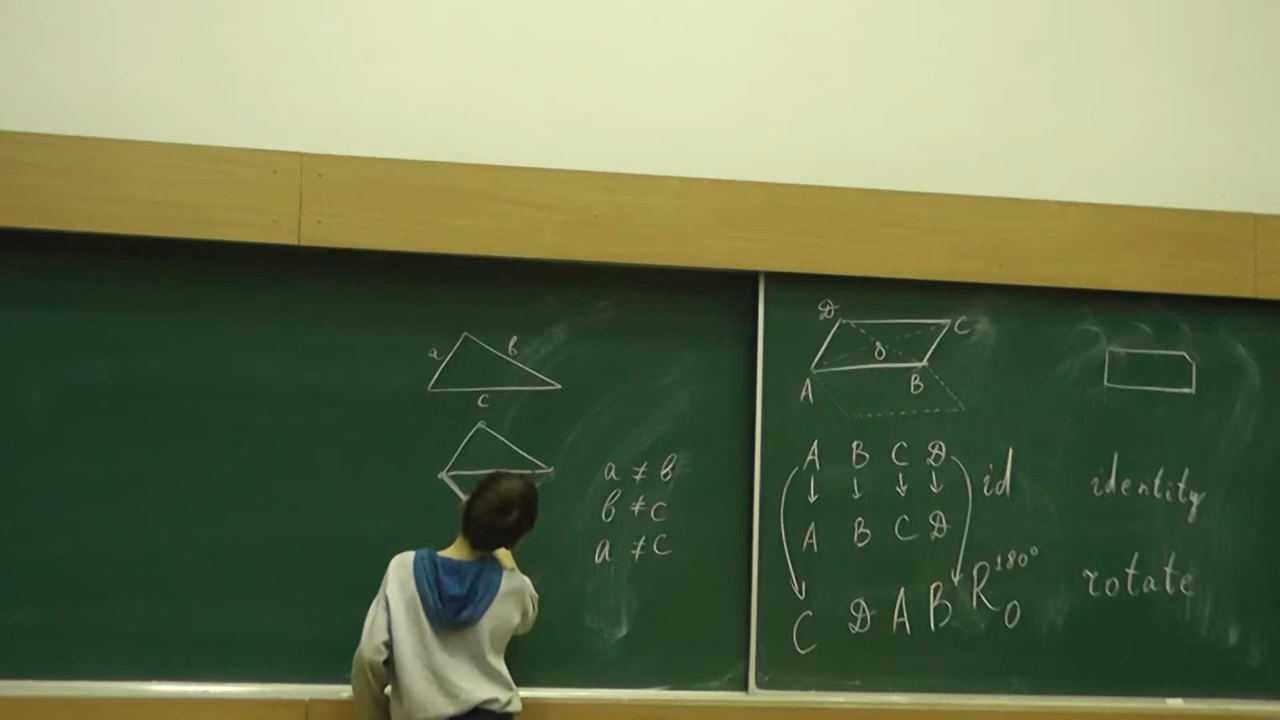 a b
c
a ≠ b
b ≠ c
a ≠ c
D C
O
A B
A B C D
↓ ↓ ↓ ↓ id
A B C D
C D A B R 180° O
identity
rotate